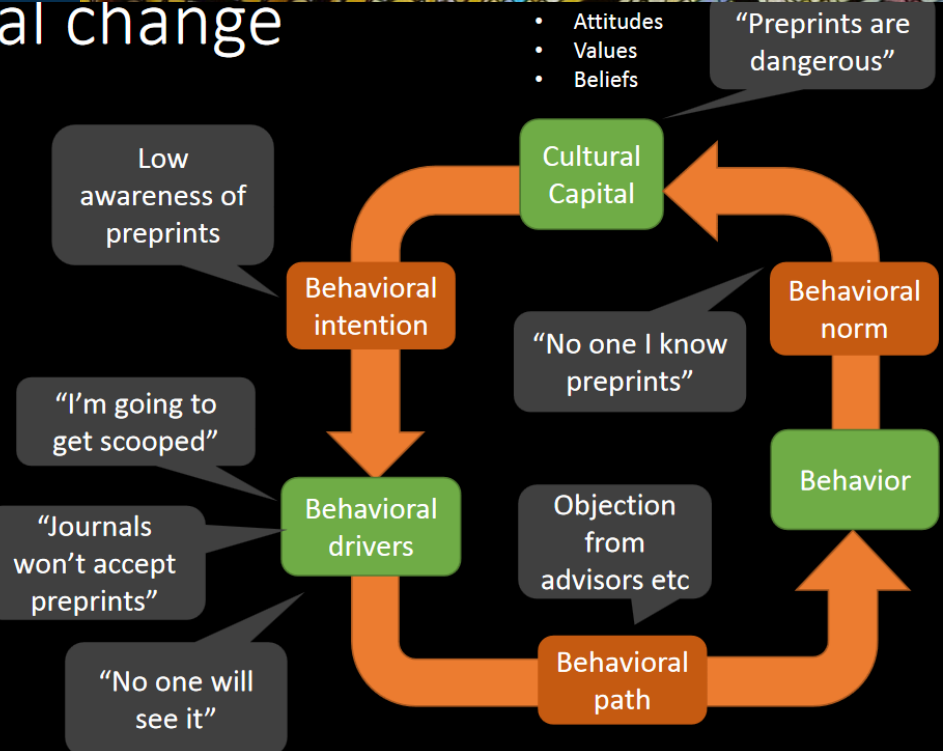 al change
• Attitudes
• Values
• Beliefs
“Preprints are
dangerous”
Cultural
Capital
Low
awareness of
preprints
Behavioral
intention
Behavioral
norm
“No one I know
preprints”
“I’m going to
get scooped”
Behavioral
drivers
Behavior
“Journals
won’t accept
preprints”
Objection
from
advisors etc
“No one will
see it”
Behavioral
path